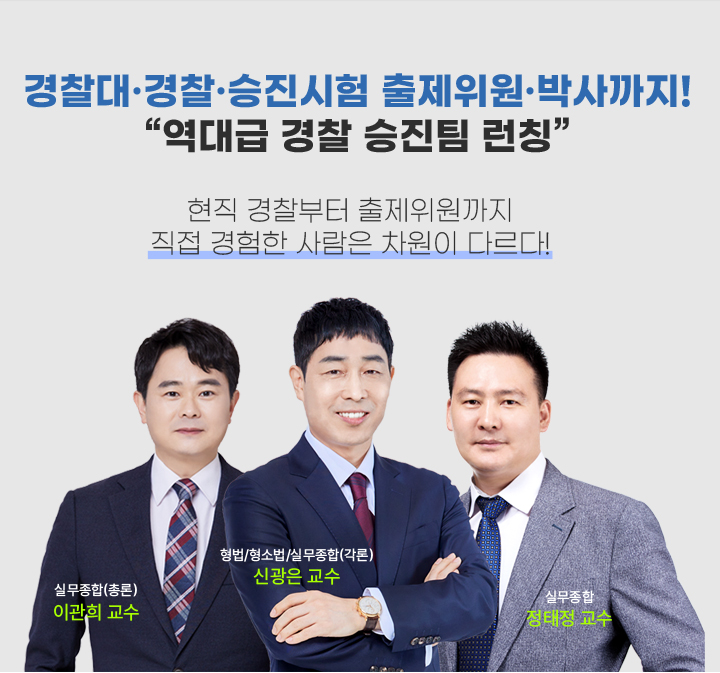 경찰대·경찰·승진시험 출제위원·박사까지!
“역대급 경찰 승진팀 런칭”
현직 경찰부터 출제위원까지
직접 경험한 사람은 차원이 다르다!
형법/형소법/실무종합(각론)
신광은 교수
실무종합(총론)
이관희 교수
실무종합
정태정 교수